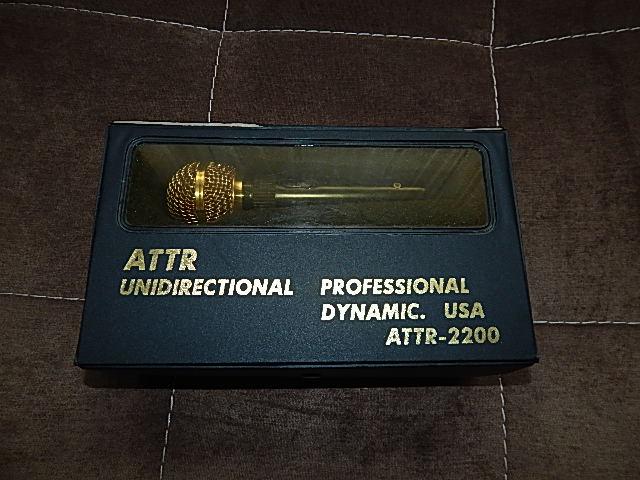 ATTR
UNIDIRECTIONAL PROFESSIONAL
DYNAMIC. USA
ATTR-2200